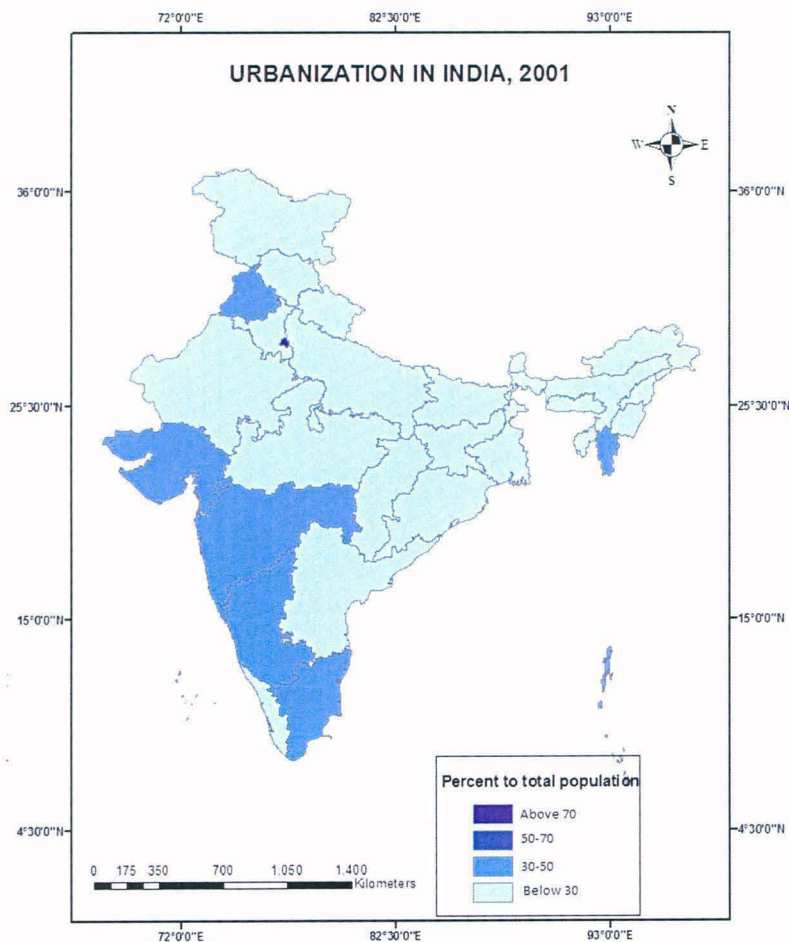 72°0'0"E 82°30'0"E 93°0'0"E
URBANIZATION IN INDIA, 2001
N
W E
S
36°0'0"N 36°0'0"N
25°30'0"N 25°30'0"N
15°0'0"N 15°0'0"N
4°30'0"N 4°30'0"N
Percent to total population
Above 70
50-70
30-50
Below 30
0 175 350 700 1,050 1,400
Kilometers
72°0'0"E 82°30'0"E 93°0'0"E